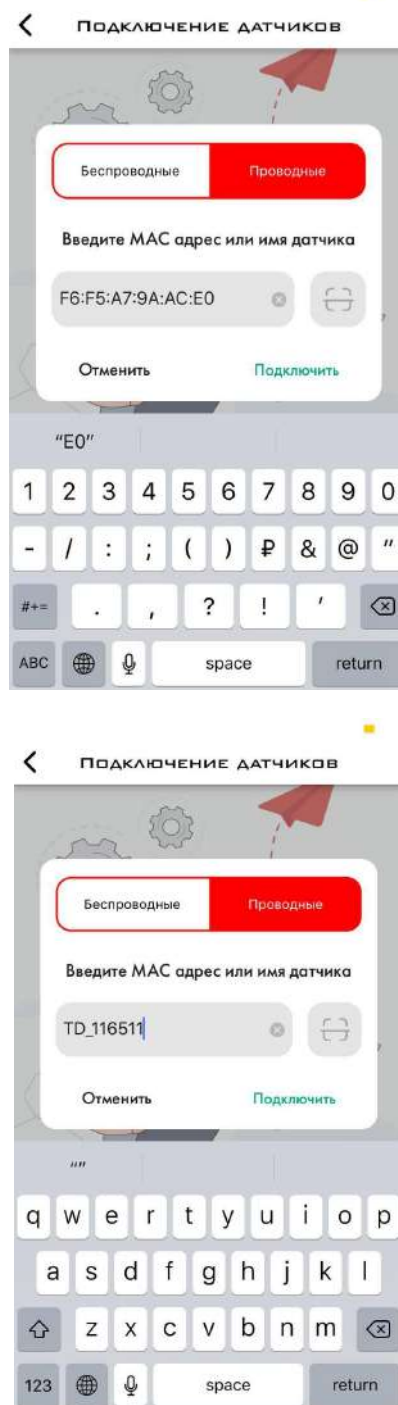 Подключение датчиков
Беспроводные Проводные
Введите MAC адрес или имя датчика
F6:F5:A7:9A:AC:E0
Отменить Подключить
“E0”
1 2 3 4 5 6 7 8 9 0
- / : ; ( ) ₽ & @ "
#+= . , ? ! '
ABC space return
Подключение датчиков
Беспроводные Проводные
Введите MAC адрес или имя датчика
TD_116511
Отменить Подключить
“”
q w e r t y u i o p
a s d f g h j k l
z x c v b n m
123 space return